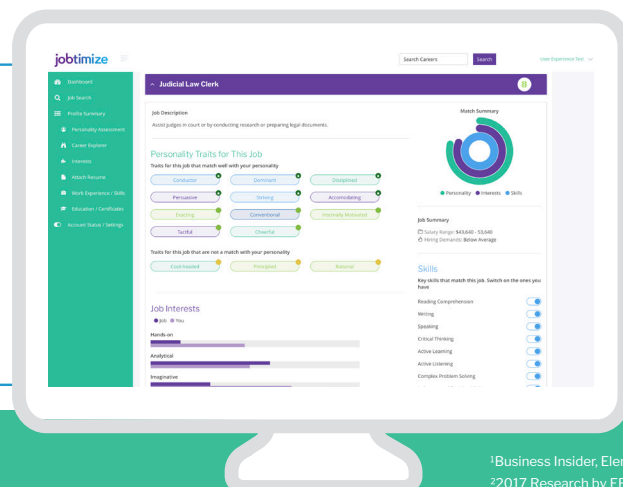 jobtimize
Search Careers
Search
User Experience Test
Dashboard
Job Search
Profile Summary
Personality Assessment
Career Explorer
Interests
Attach Resume
Work Experience / Skills
Education / Certificates
Account Status / Settings
Judicial Law Clerk
Job Description
Assist judges in court or by conducting research or preparing legal documents.
Personality Traits for This Job
Traits for this job that match well with your personality
Conductor
Dominant
Disciplined
Persuasive
Striving
Accomodating
Exacting
Conventional
Internally Motivated
Tactful
Cheerful
Traits for this job that are not a match with your personality
Cool-headed
Principled
Rational
Job Interests
Job
You
Hands-on
Analytical
Imaginative
Match Summary
Personality
Interests
Skills
Job Summary
Salary Range: $43,640 - 53,640
Hiring Demands: Below Average
Skills
Key skills that match this job. Switch on the ones you
have
Reading Comprehension
Writing
Speaking
Critical Thinking
Active Learning
Active Listening
Complex Problem Solving
¹Business Insider, Eler
²2017 Research by